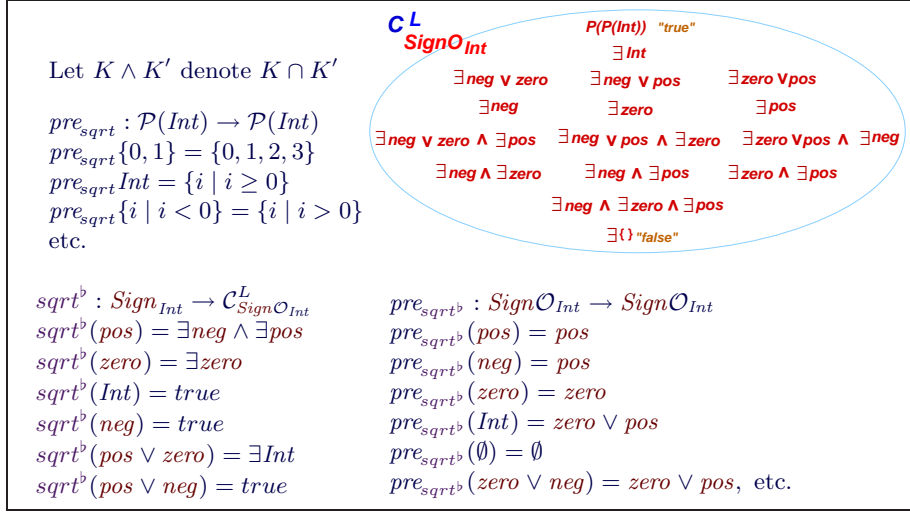 Let K ∧ K′ denote K ∩ K′
pre_sqrt : 𝒫(Int) → 𝒫(Int)
pre_sqrt{0, 1} = {0, 1, 2, 3}
pre_sqrt Int = {i | i ≥ 0}
pre_sqrt{i | i < 0} = {i | i > 0}
etc.
C^L_SignO_Int
P(P(Int)) "true"
∃Int
∃neg ∨ zero ∃neg ∨ pos ∃zero ∨pos
∃neg ∃zero ∃pos
∃neg ∨ zero ∧ ∃pos ∃neg ∨ pos ∧ ∃zero ∃zero ∨pos ∧ ∃neg
∃neg ∧ ∃zero ∃neg ∧ ∃pos ∃zero ∧ ∃pos
∃neg ∧ ∃zero ∧ ∃pos
∃{ } "false"
sqrt^♭ : Sign_Int → 𝒞^L_Sign𝒪_Int
sqrt^♭(pos) = ∃neg ∧ ∃pos
sqrt^♭(zero) = ∃zero
sqrt^♭(Int) = true
sqrt^♭(neg) = true
sqrt^♭(pos ∨ zero) = ∃Int
sqrt^♭(pos ∨ neg) = true
pre_sqrt^♭ : Sign𝒪_Int → Sign𝒪_Int
pre_sqrt^♭(pos) = pos
pre_sqrt^♭(neg) = pos
pre_sqrt^♭(zero) = zero
pre_sqrt^♭(Int) = zero ∨ pos
pre_sqrt^♭(∅) = ∅
pre_sqrt^♭(zero ∨ neg) = zero ∨ pos, etc.